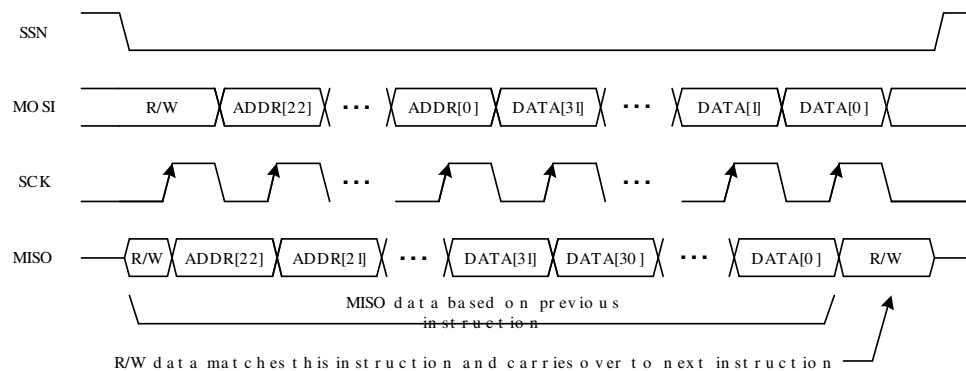 SSN
MOSI R/W ADDR[22] ... ADDR[0] DATA[31] ... DATA[1] DATA[0]
SCK ... ...
MISO R/W ADDR[22] ADDR[21] ... DATA[31] DATA[30] ... DATA[0] R/W
MISO data based on previous
instruction
R/W data matches this instruction and carries over to next instruction